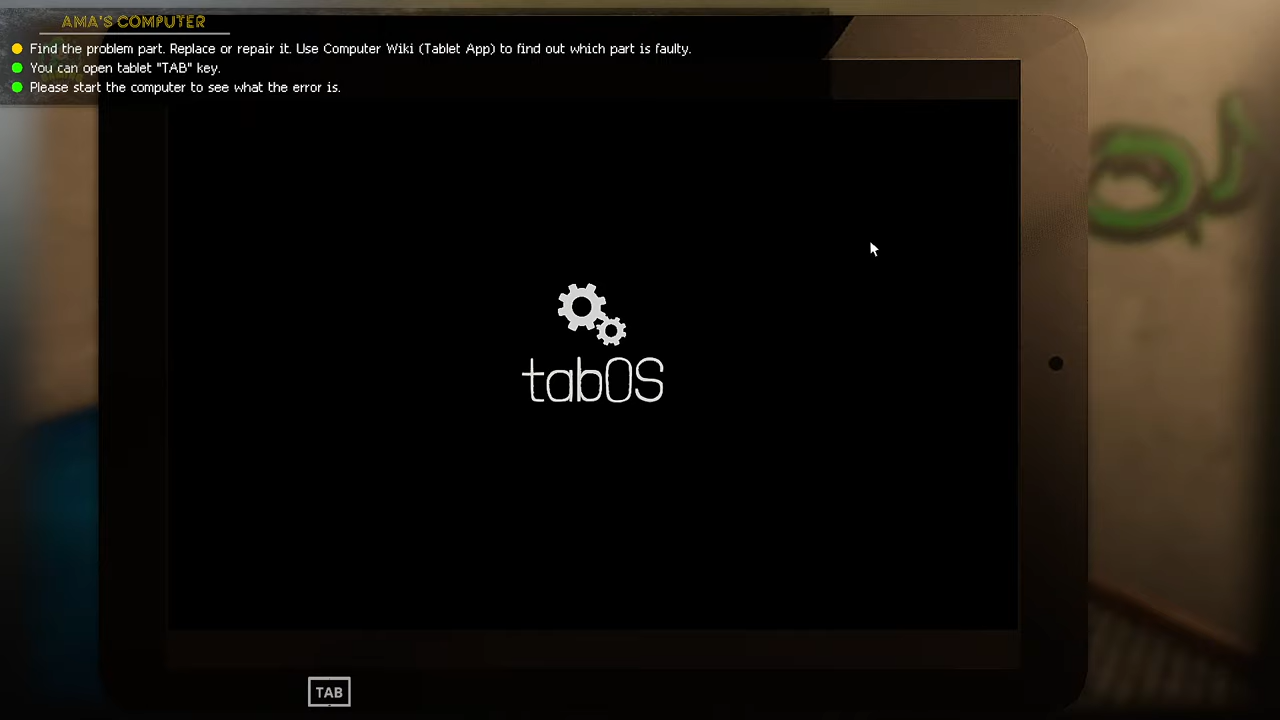 AMA'S COMPUTER
Find the problem part. Replace or repair it. Use Computer Wiki (Tablet App) to find out which part is faulty.
You can open tablet "TAB" key.
Please start the computer to see what the error is.
tabOS
TAB